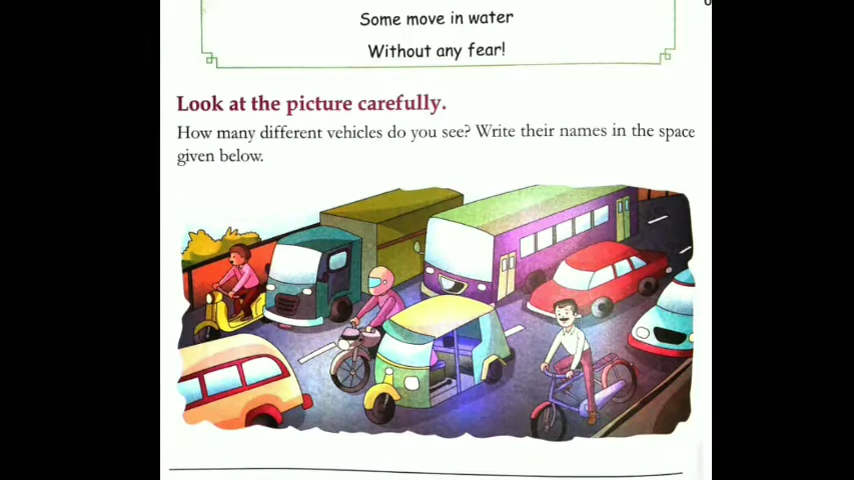 Some move in water
Without any fear!
Look at the picture carefully.
How many different vehicles do you see? Write their names in the space
given below.